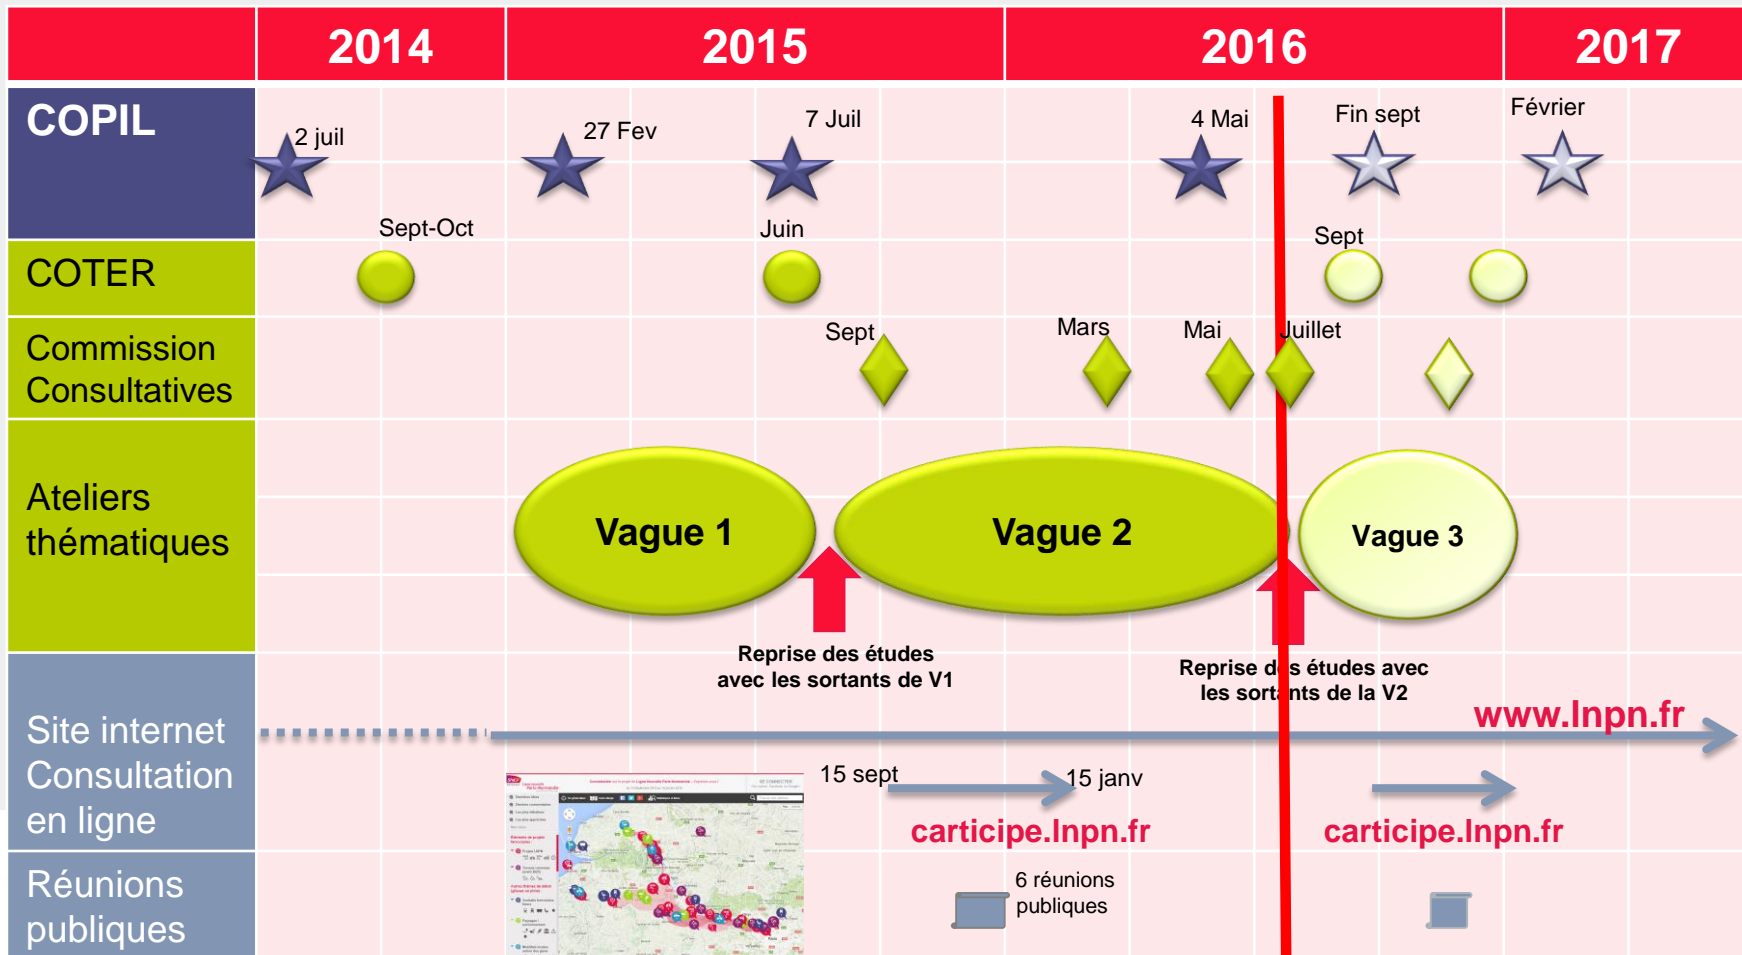 2014
2015
2016
2017
COPIL
2 juil
27 Fev
7 Juil
4 Mai
Fin sept
Février
COTER
Sept-Oct
Juin
Sept
Commission
Consultatives
Sept
Mars
Mai
Juillet
Ateliers
thématiques
Vague 1
Vague 2
Vague 3
Reprise des études
avec les sortants de V1
Reprise des études avec
les sortants de la V2
Site internet
Consultation
en ligne
www.lnpn.fr
15 sept
15 janv
carticipe.lnpn.fr
carticipe.lnpn.fr
Réunions
publiques
6 réunions
publiques